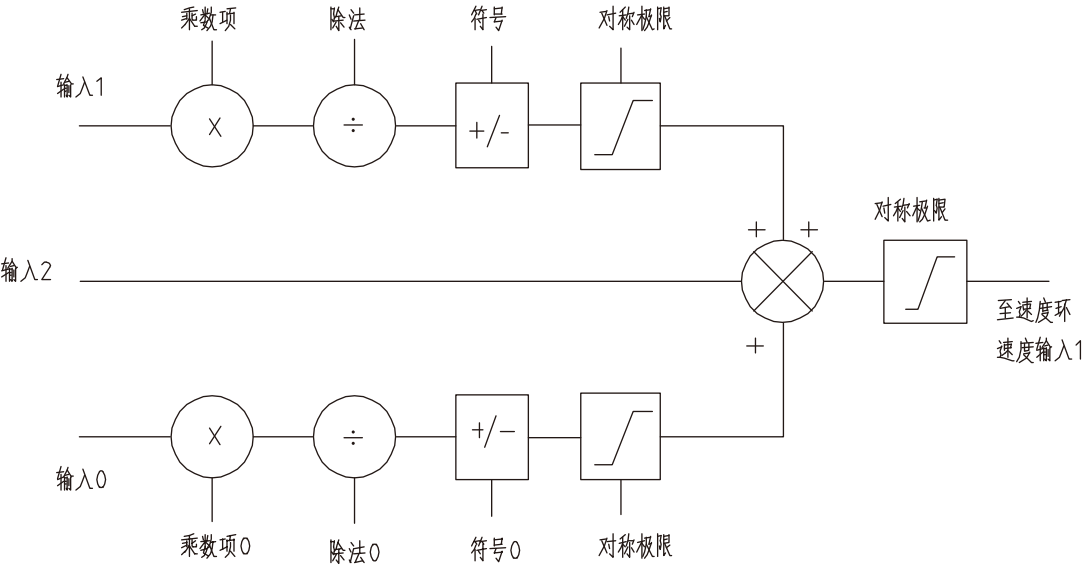 乘数项
除法
符号
对称极限
输入1
×
÷
+/-
对称极限
+
+
输入2
至速度环
+
速度输入1
×
÷
+/-
输入0
乘数项0
除法0
符号0
对称极限